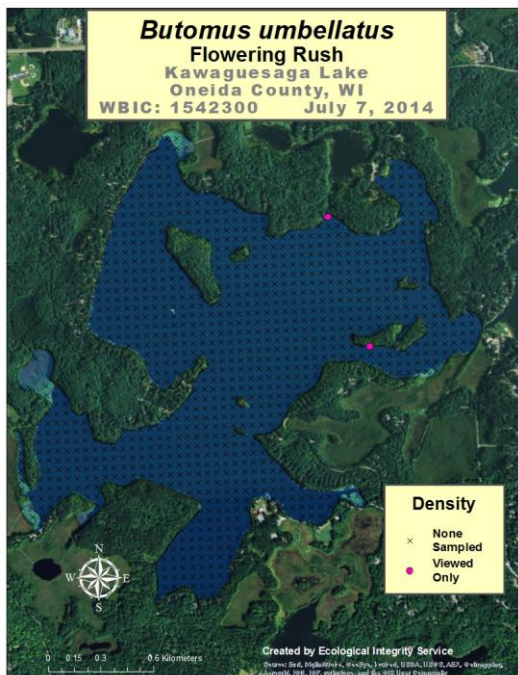 Butomus umbellatus
Flowering Rush
Kawaguesaga Lake
Oneida County, WI
WBIC: 1542300 July 7, 2014
Density
None
Sampled
Viewed
Only
N
W E
S
0 0.15 0.3 0.6 Kilometers
Created by Ecological Integrity Service